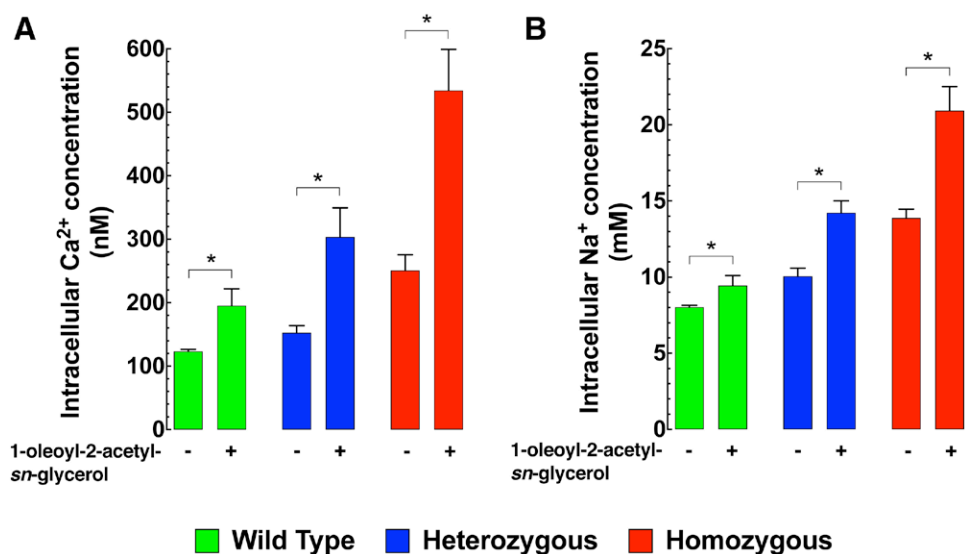 A
Intracellular Ca²⁺ concentration
(nM)
600
500
400
300
200
100
0
*
*
*
- + - + - +
1-oleoyl-2-acetyl-
sn-glycerol
B
Intracellular Na⁺ concentration
(mM)
25
20
15
10
5
0
*
*
*
- + - + - +
1-oleoyl-2-acetyl-
sn-glycerol
Wild Type Heterozygous Homozygous